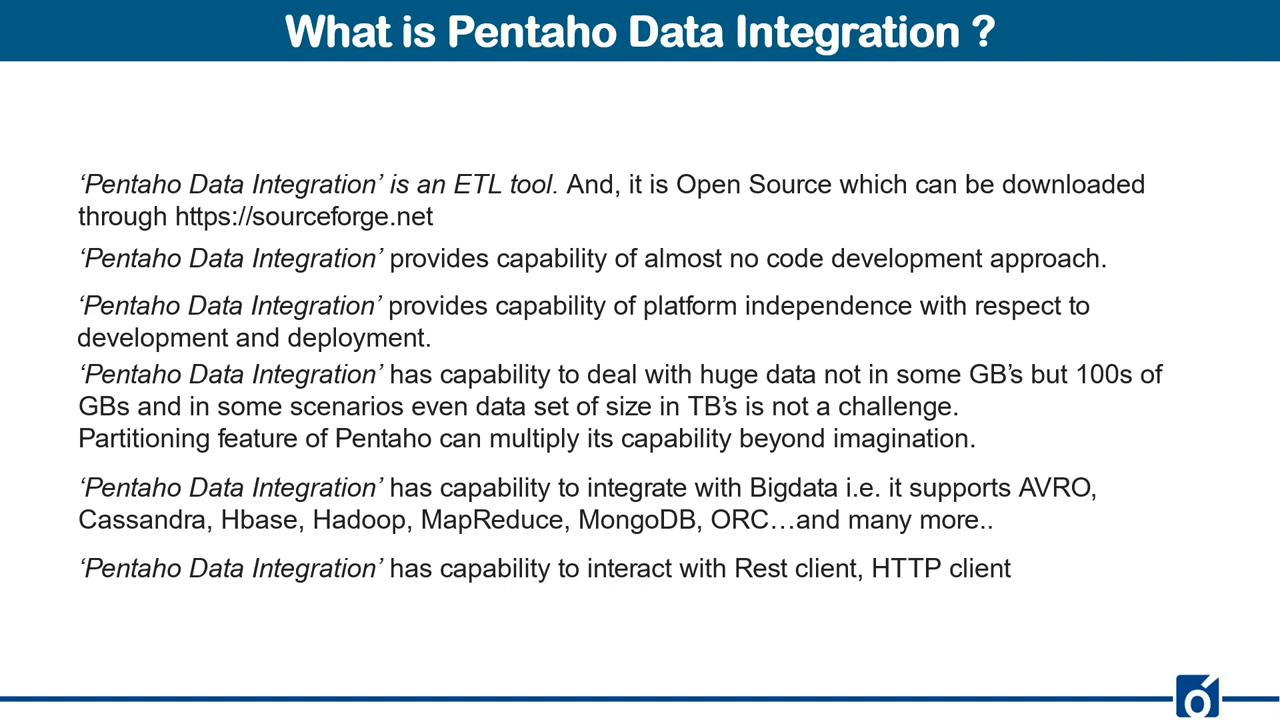 What is Pentaho Data Integration ?
‘Pentaho Data Integration’ is an ETL tool. And, it is Open Source which can be downloaded
through https://sourceforge.net
‘Pentaho Data Integration’ provides capability of almost no code development approach.
‘Pentaho Data Integration’ provides capability of platform independence with respect to
development and deployment.
‘Pentaho Data Integration’ has capability to deal with huge data not in some GB’s but 100s of
GBs and in some scenarios even data set of size in TB’s is not a challenge.
Partitioning feature of Pentaho can multiply its capability beyond imagination.
‘Pentaho Data Integration’ has capability to integrate with Bigdata i.e. it supports AVRO,
Cassandra, Hbase, Hadoop, MapReduce, MongoDB, ORC…and many more..
‘Pentaho Data Integration’ has capability to interact with Rest client, HTTP client